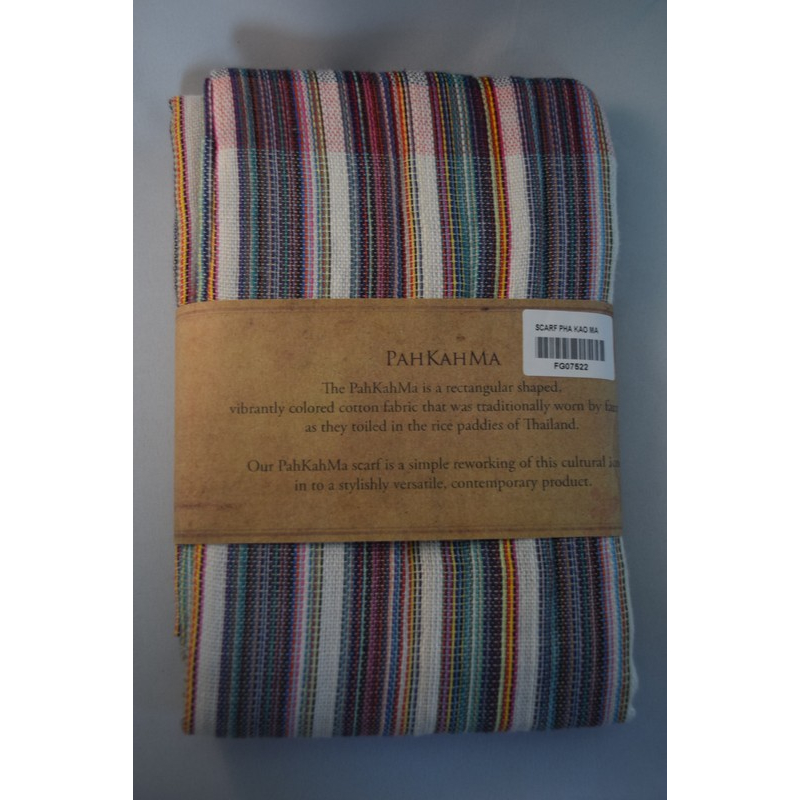 SCARF PHA KAO MA
FG07522
PAHKAHMA
The PahKahMa is a rectangular shaped,
vibrantly colored cotton fabric that was traditionally worn by
as they toiled in the rice paddies of Thailand.
Our PahKahMa scarf is a simple reworking of this cultural
in to a stylishly versatile, contemporary product.